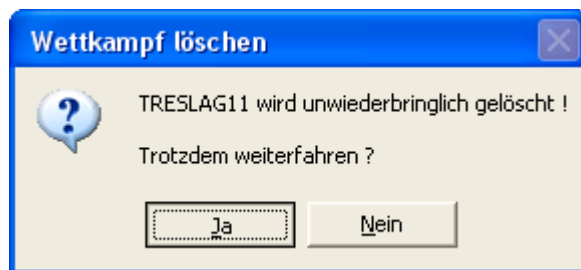 Wettkampf löschen
TRESLAG11 wird unwiederbringlich gelöscht !
Trotzdem weiterfahren ?
Ja Nein